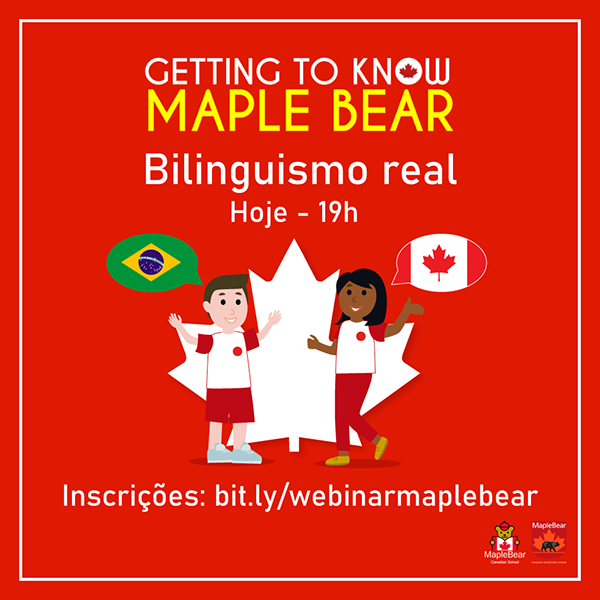 GETTING TO KNOW
MAPLE BEAR
Bilinguismo real
Hoje - 19h
Inscrições: bit.ly/webinarmaplebear
MapleBear
MapleBear
Canadian School